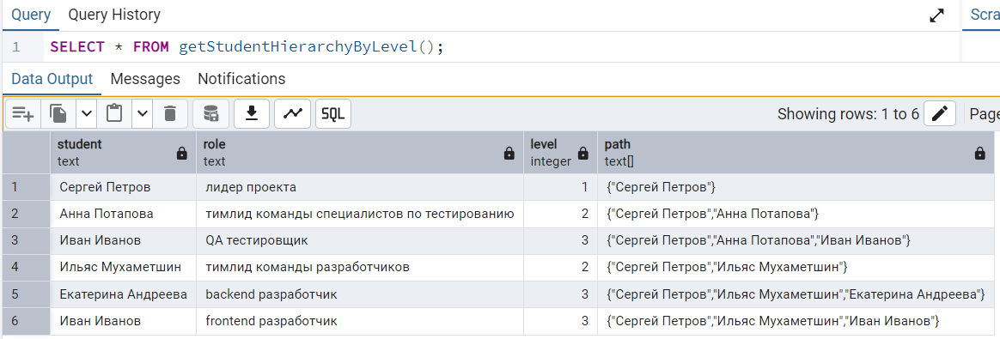 Query Query History Scra
1 SELECT * FROM getStudentHierarchyByLevel();
Data Output Messages Notifications
SQL Showing rows: 1 to 6 Page
student role level path
text text integer text[]
1 Сергей Петров лидер проекта 1 {"Сергей Петров"}
2 Анна Потапова тимлид команды специалистов по тестированию 2 {"Сергей Петров","Анна Потапова"}
3 Иван Иванов QA тестировщик 3 {"Сергей Петров","Анна Потапова","Иван Иванов"}
4 Ильяс Мухаметшин тимлид команды разработчиков 2 {"Сергей Петров","Ильяс Мухаметшин"}
5 Екатерина Андреева backend разработчик 3 {"Сергей Петров","Ильяс Мухаметшин","Екатерина Андреева"}
6 Иван Иванов frontend разработчик 3 {"Сергей Петров","Ильяс Мухаметшин","Иван Иванов"}